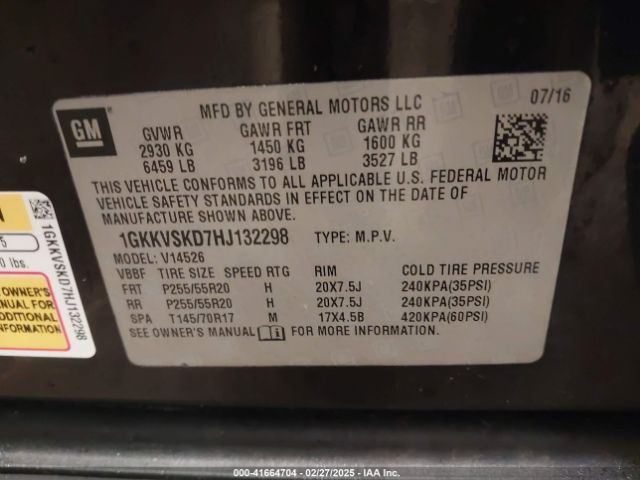 GM
MFD BY GENERAL MOTORS LLC
07/16
GVWR GAWR FRT GAWR RR
2930 KG 1450 KG 1600 KG
6459 LB 3196 LB 3527 LB
THIS VEHICLE CONFORMS TO ALL APPLICABLE U.S. FEDERAL MOTOR
VEHICLE SAFETY STANDARDS IN EFFECT ON THE DATE OF
MANUFACTURE SHOWN ABOVE.
1GKKVSKD7HJ132298 TYPE: M.P.V.
MODEL: V14526
VBBF TIRE SIZE SPEED RTG RIM COLD TIRE PRESSURE
FRT P255/55R20 H 20X7.5J 240KPA(35PSI)
RR P255/55R20 H 20X7.5J 240KPA(35PSI)
SPA T145/70R17 M 17X4.5B 420KPA(60PSI)
SEE OWNER'S MANUAL FOR MORE INFORMATION.
N
5
0 lbs.
OWNER'S
MANUAL FOR
ADDITIONAL
INFORMATION
1GKKVSKD7HJ132298
000-41664704 - 02/27/2025 - © IAA, Inc.